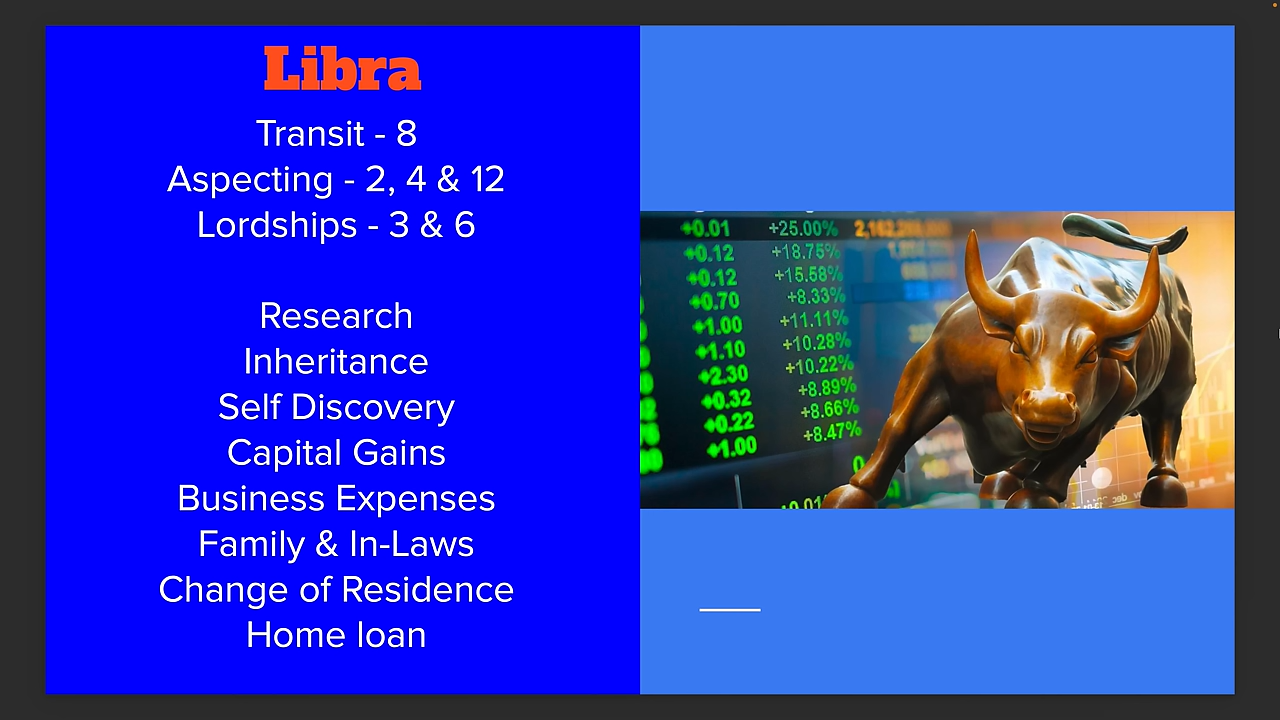 Libra
Transit - 8
Aspecting - 2, 4 & 12
Lordships - 3 & 6
Research
Inheritance
Self Discovery
Capital Gains
Business Expenses
Family & In-Laws
Change of Residence
Home loan
+0.01 +25.00%
+0.12 +18.75%
+0.12 +15.58%
+0.70 +8.33%
+1.00 +11.11%
+1.10 +10.28%
+2.30 +10.22%
+0.32 +8.89%
+0.22 +8.66%
+1.00 +8.47%